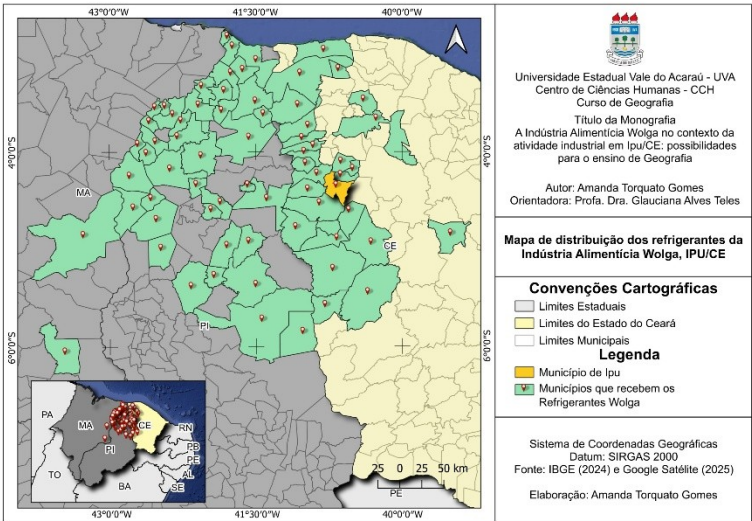 43°0'0"S
41°30'0"S
40°0'0"S
4°0'0"S
4°0'0"S
MA
CE
PI
6°0'0"S
6°0'0"S
PA
MA
CE
RN
PB
PE
AL
SE
PI
TO
BA
25 0 25 50 km
PE
43°0'0"S
41°30'0"S
40°0'0"S
Universidade Estadual Vale do Acaraú - UVA
Centro de Ciências Humanas - CCH
Curso de Geografia
Título da Monografia
A Indústria Alimentícia Wolga no contexto da
atividade industrial em Ipu/CE: possibilidades
para o ensino de Geografia
Autor: Amanda Torquato Gomes
Orientadora: Profa. Dra. Glauciana Alves Teles
Mapa de distribuição dos refrigerantes da
Indústria Alimentícia Wolga, IPU/CE
Convenções Cartográficas
Limites Estaduais
Limites do Estado do Ceará
Limites Municipais
Legenda
Município de Ipu
Municípios que recebem os
Refrigerantes Wolga
Sistema de Coordenadas Geográficas
Datum: SIRGAS 2000
Fonte: IBGE (2024) e Google Satélite (2025)
Elaboração: Amanda Torquato Gomes